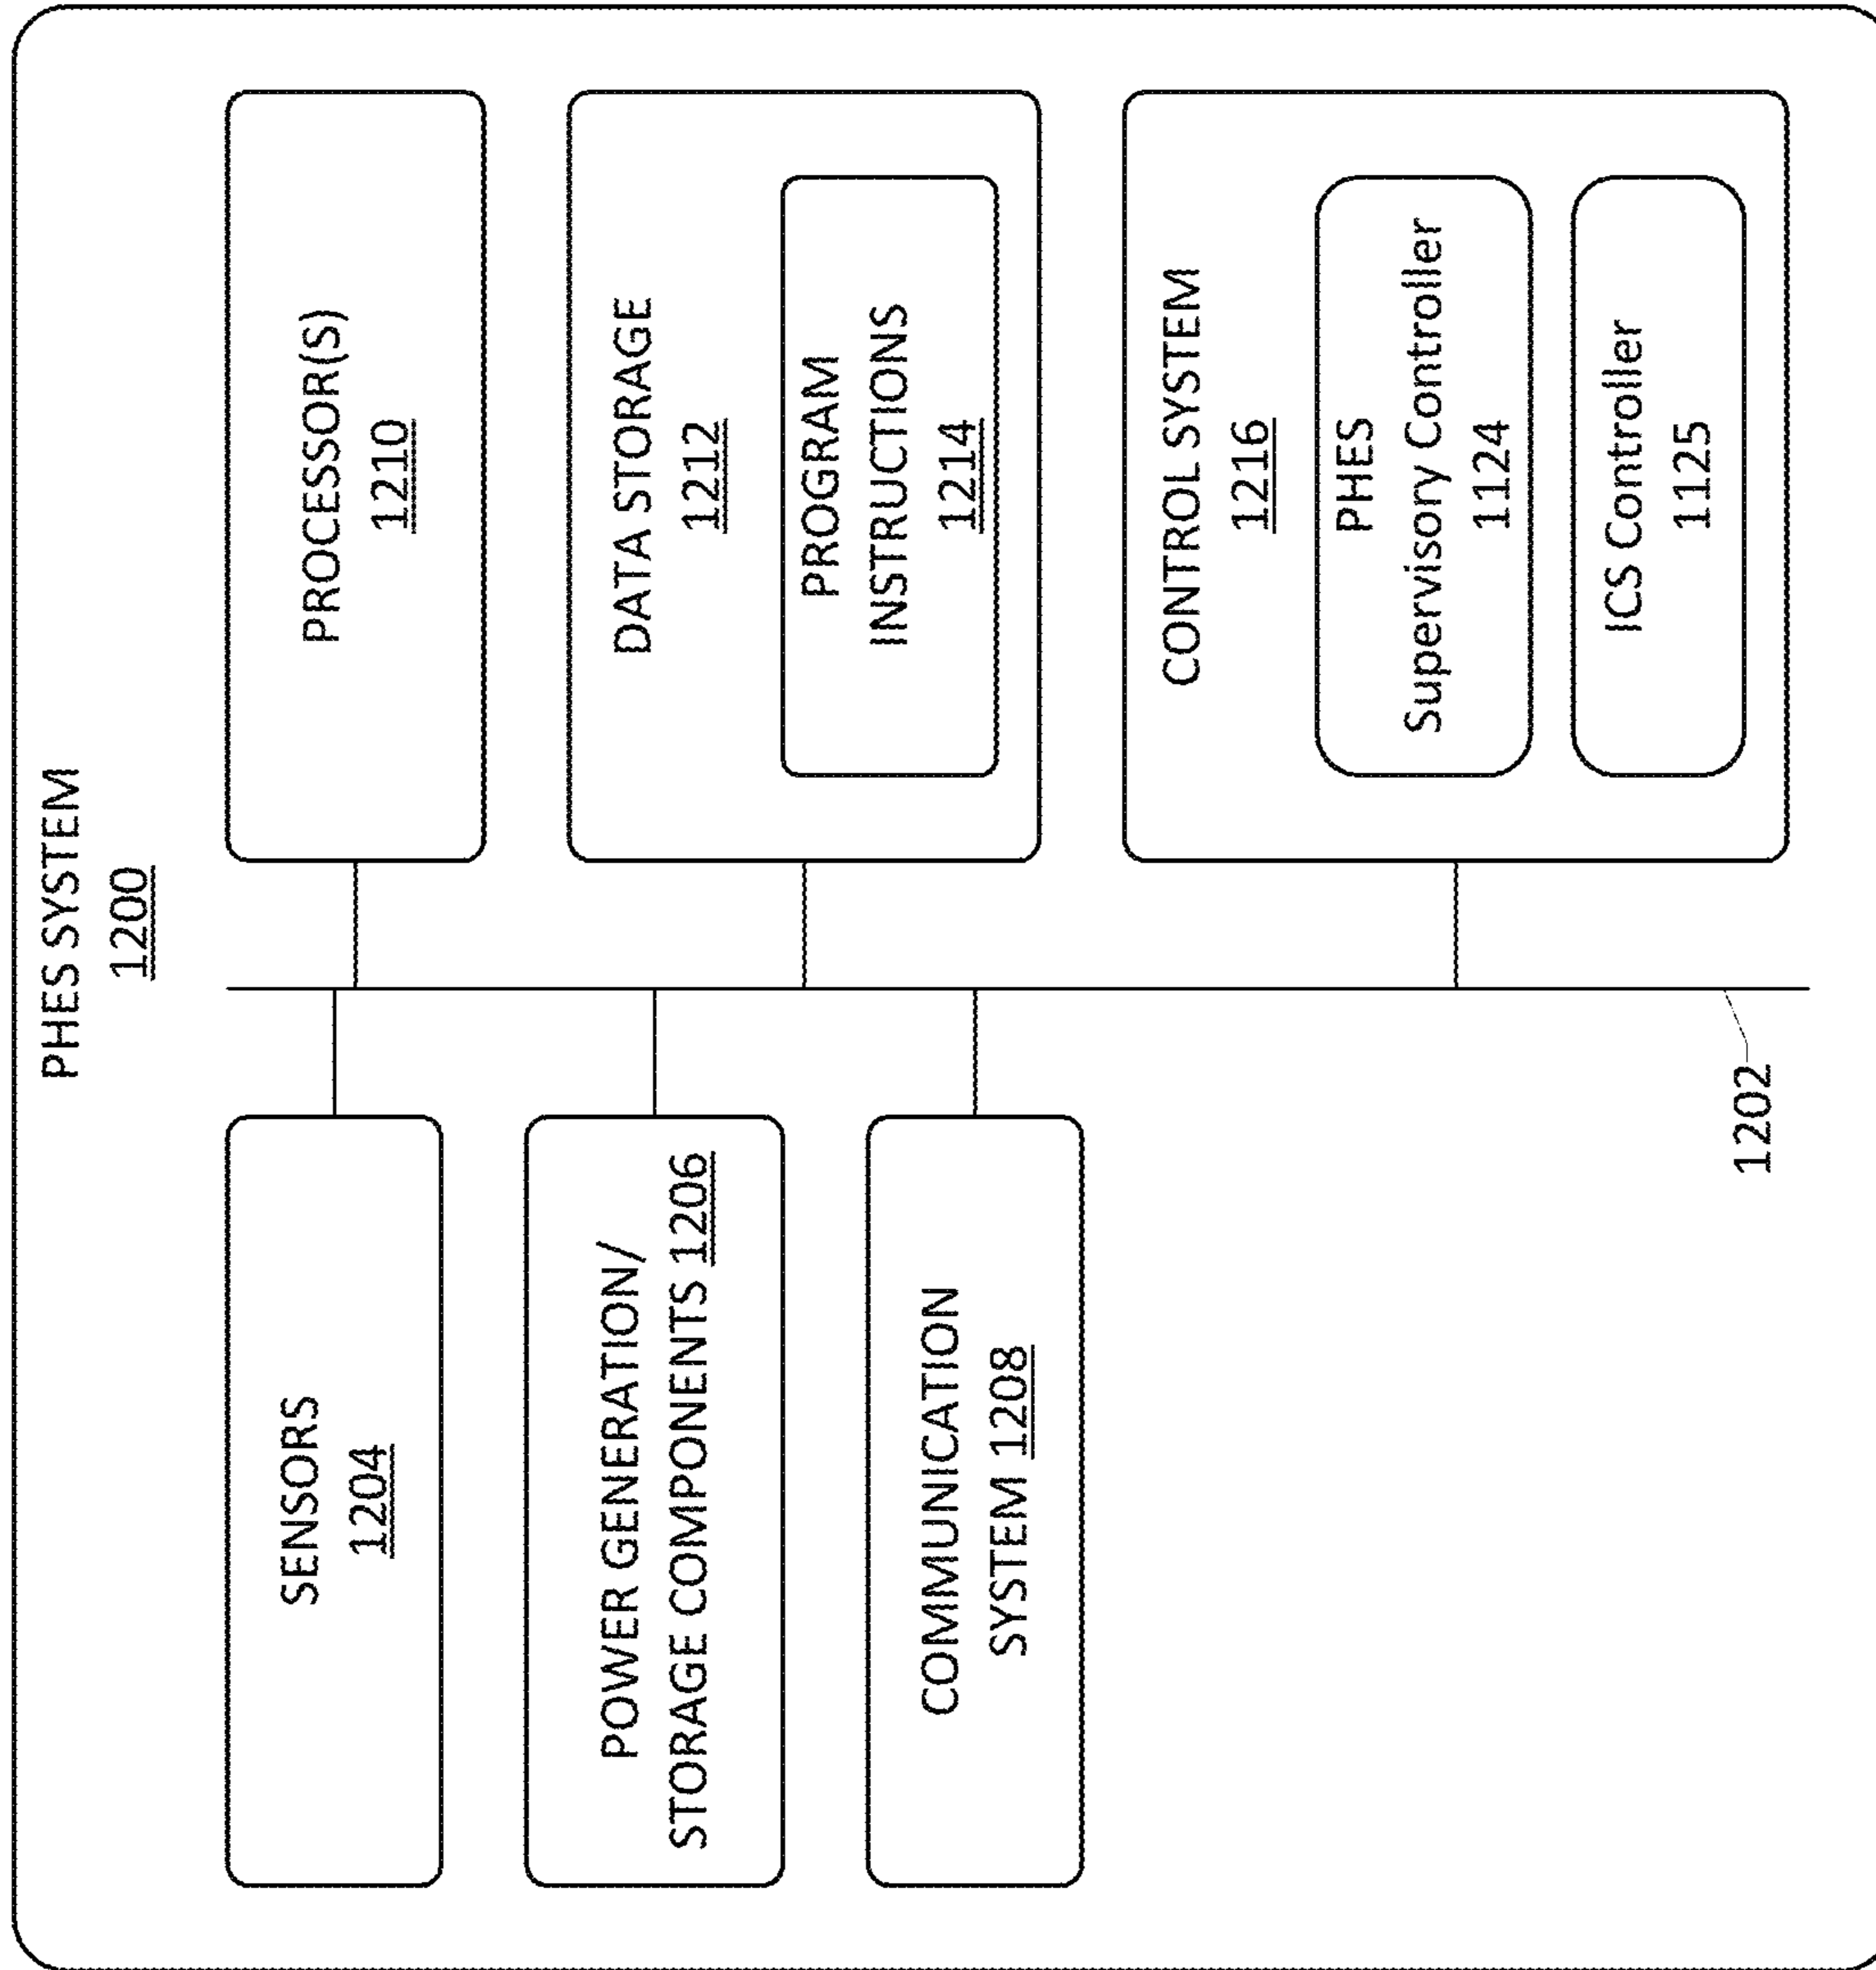 PHES SYSTEM
1200
SENSORS
1204
POWER GENERATION/
STORAGE COMPONENTS 1206
COMMUNICATION
SYSTEM 1208
PROCESSOR(S)
1210
DATA STORAGE
1212
PROGRAM
INSTRUCTIONS
1214
CONTROL SYSTEM
1216
PHES
Supervisory Controller
1124
ICS Controller
1125
1202